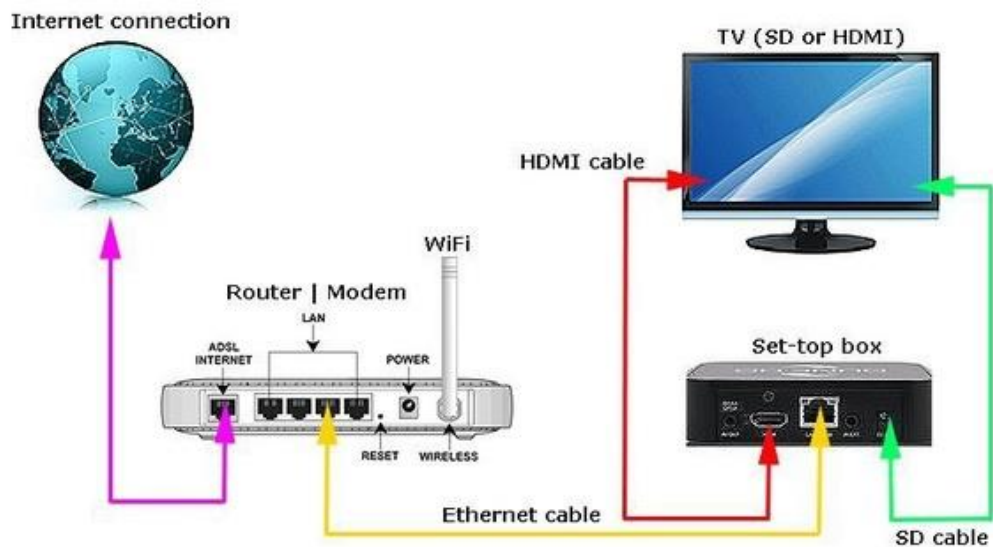 Internet connection
TV (SD or HDMI)
HDMI cable
WiFi
Router | Modem
LAN
ADSL
INTERNET
POWER
Set-top box
RESET
WIRELESS
Ethernet cable
SD cable